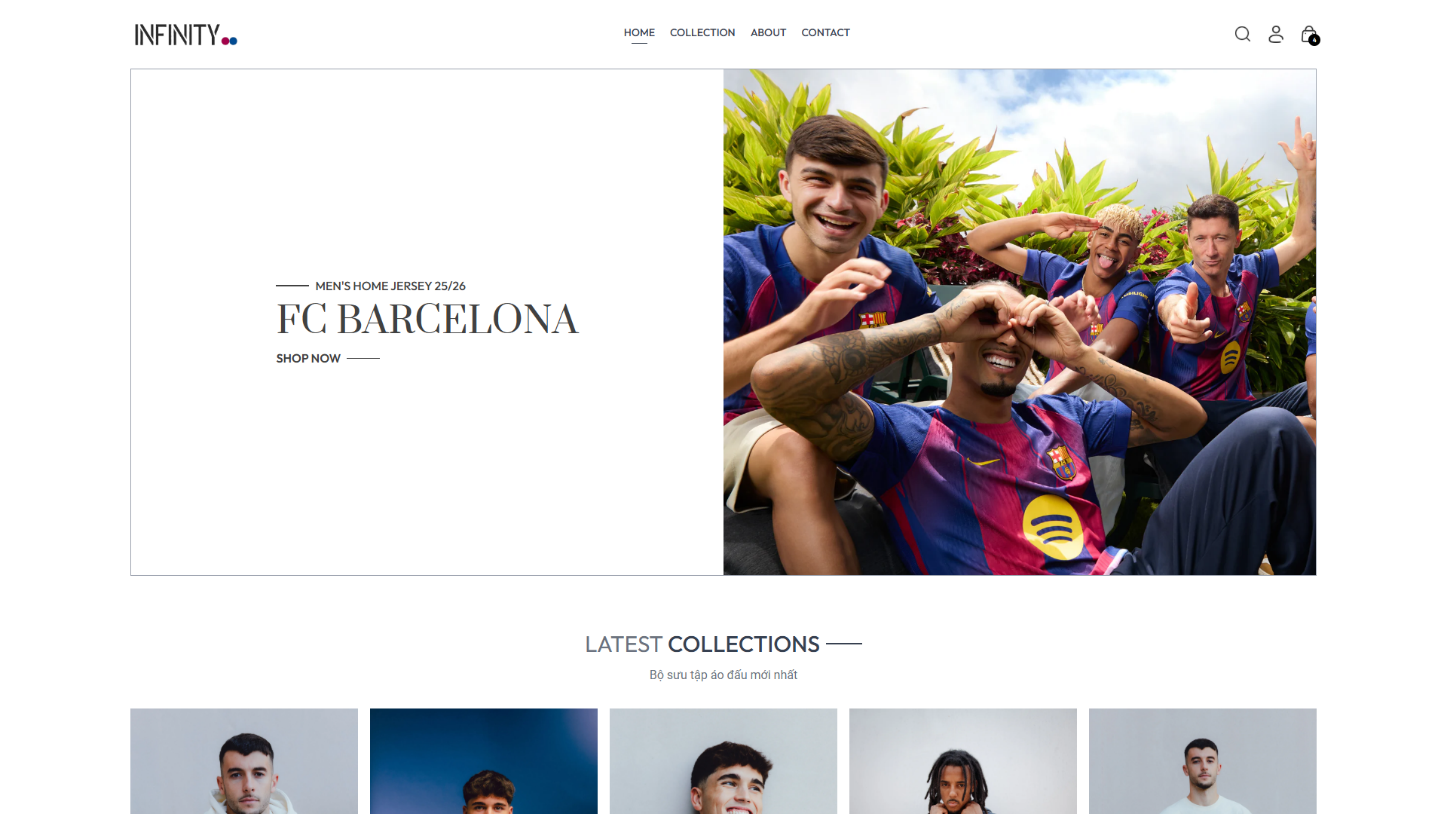 INFINITY
HOME COLLECTION ABOUT CONTACT
4
MEN'S HOME JERSEY 25/26
FC BARCELONA
SHOP NOW
LATEST COLLECTIONS
Bộ sưu tập áo đấu mới nhất